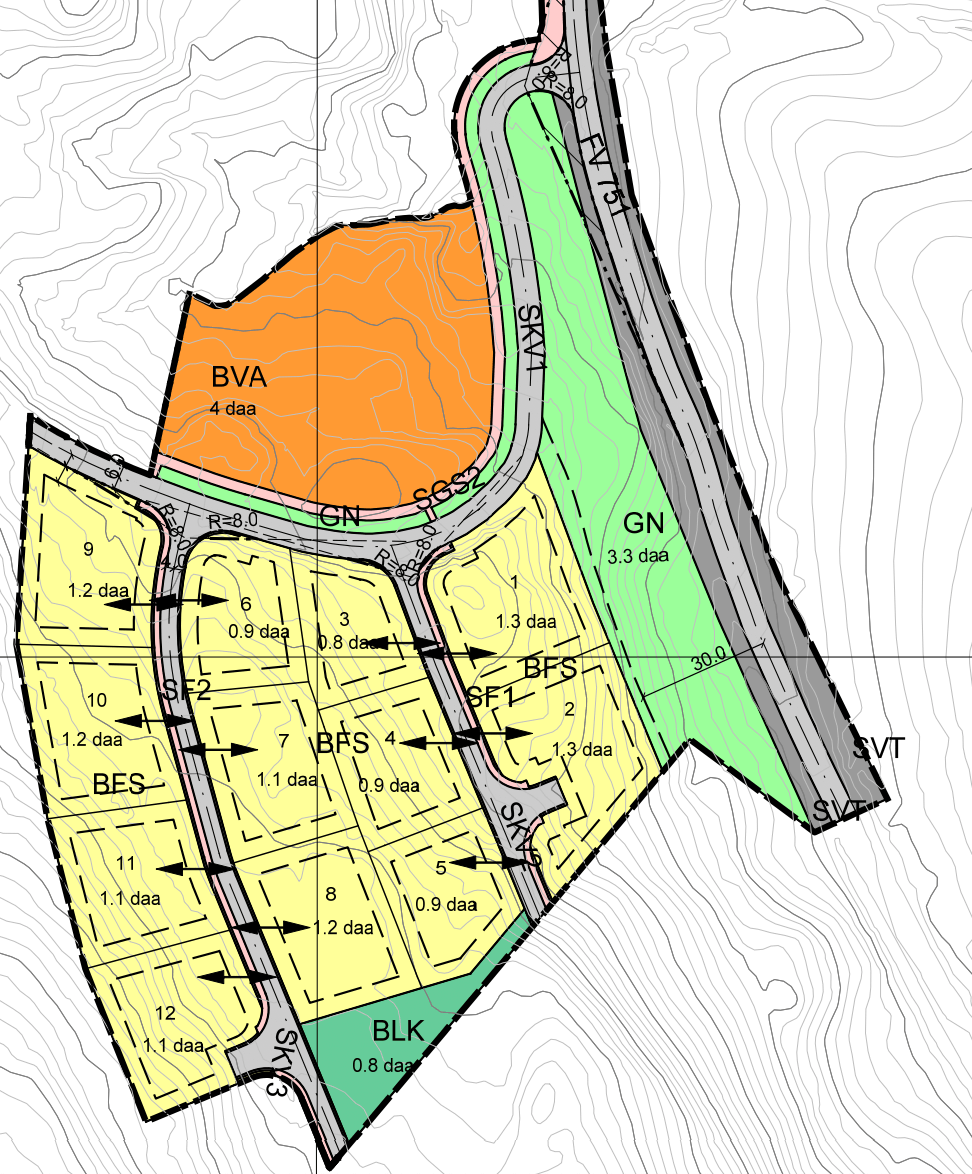 R=8.0
R=8.0
FV 751
SKV1
BVA
4 daa
SGS2
GN
R=8.0
R=8.0
R=8.0
R=8.0
GN
3.3 daa
9
1.2 daa
6
0.9 daa
3
0.8 daa
1
1.3 daa
BFS
30.0
SF2
SF1
10
1.2 daa
BFS
7
1.1 daa
BFS
4
0.9 daa
2
1.3 daa
SVT
SVT
SKV2
11
1.1 daa
8
1.2 daa
5
0.9 daa
12
1.1 daa
SKV3
BLK
0.8 daa